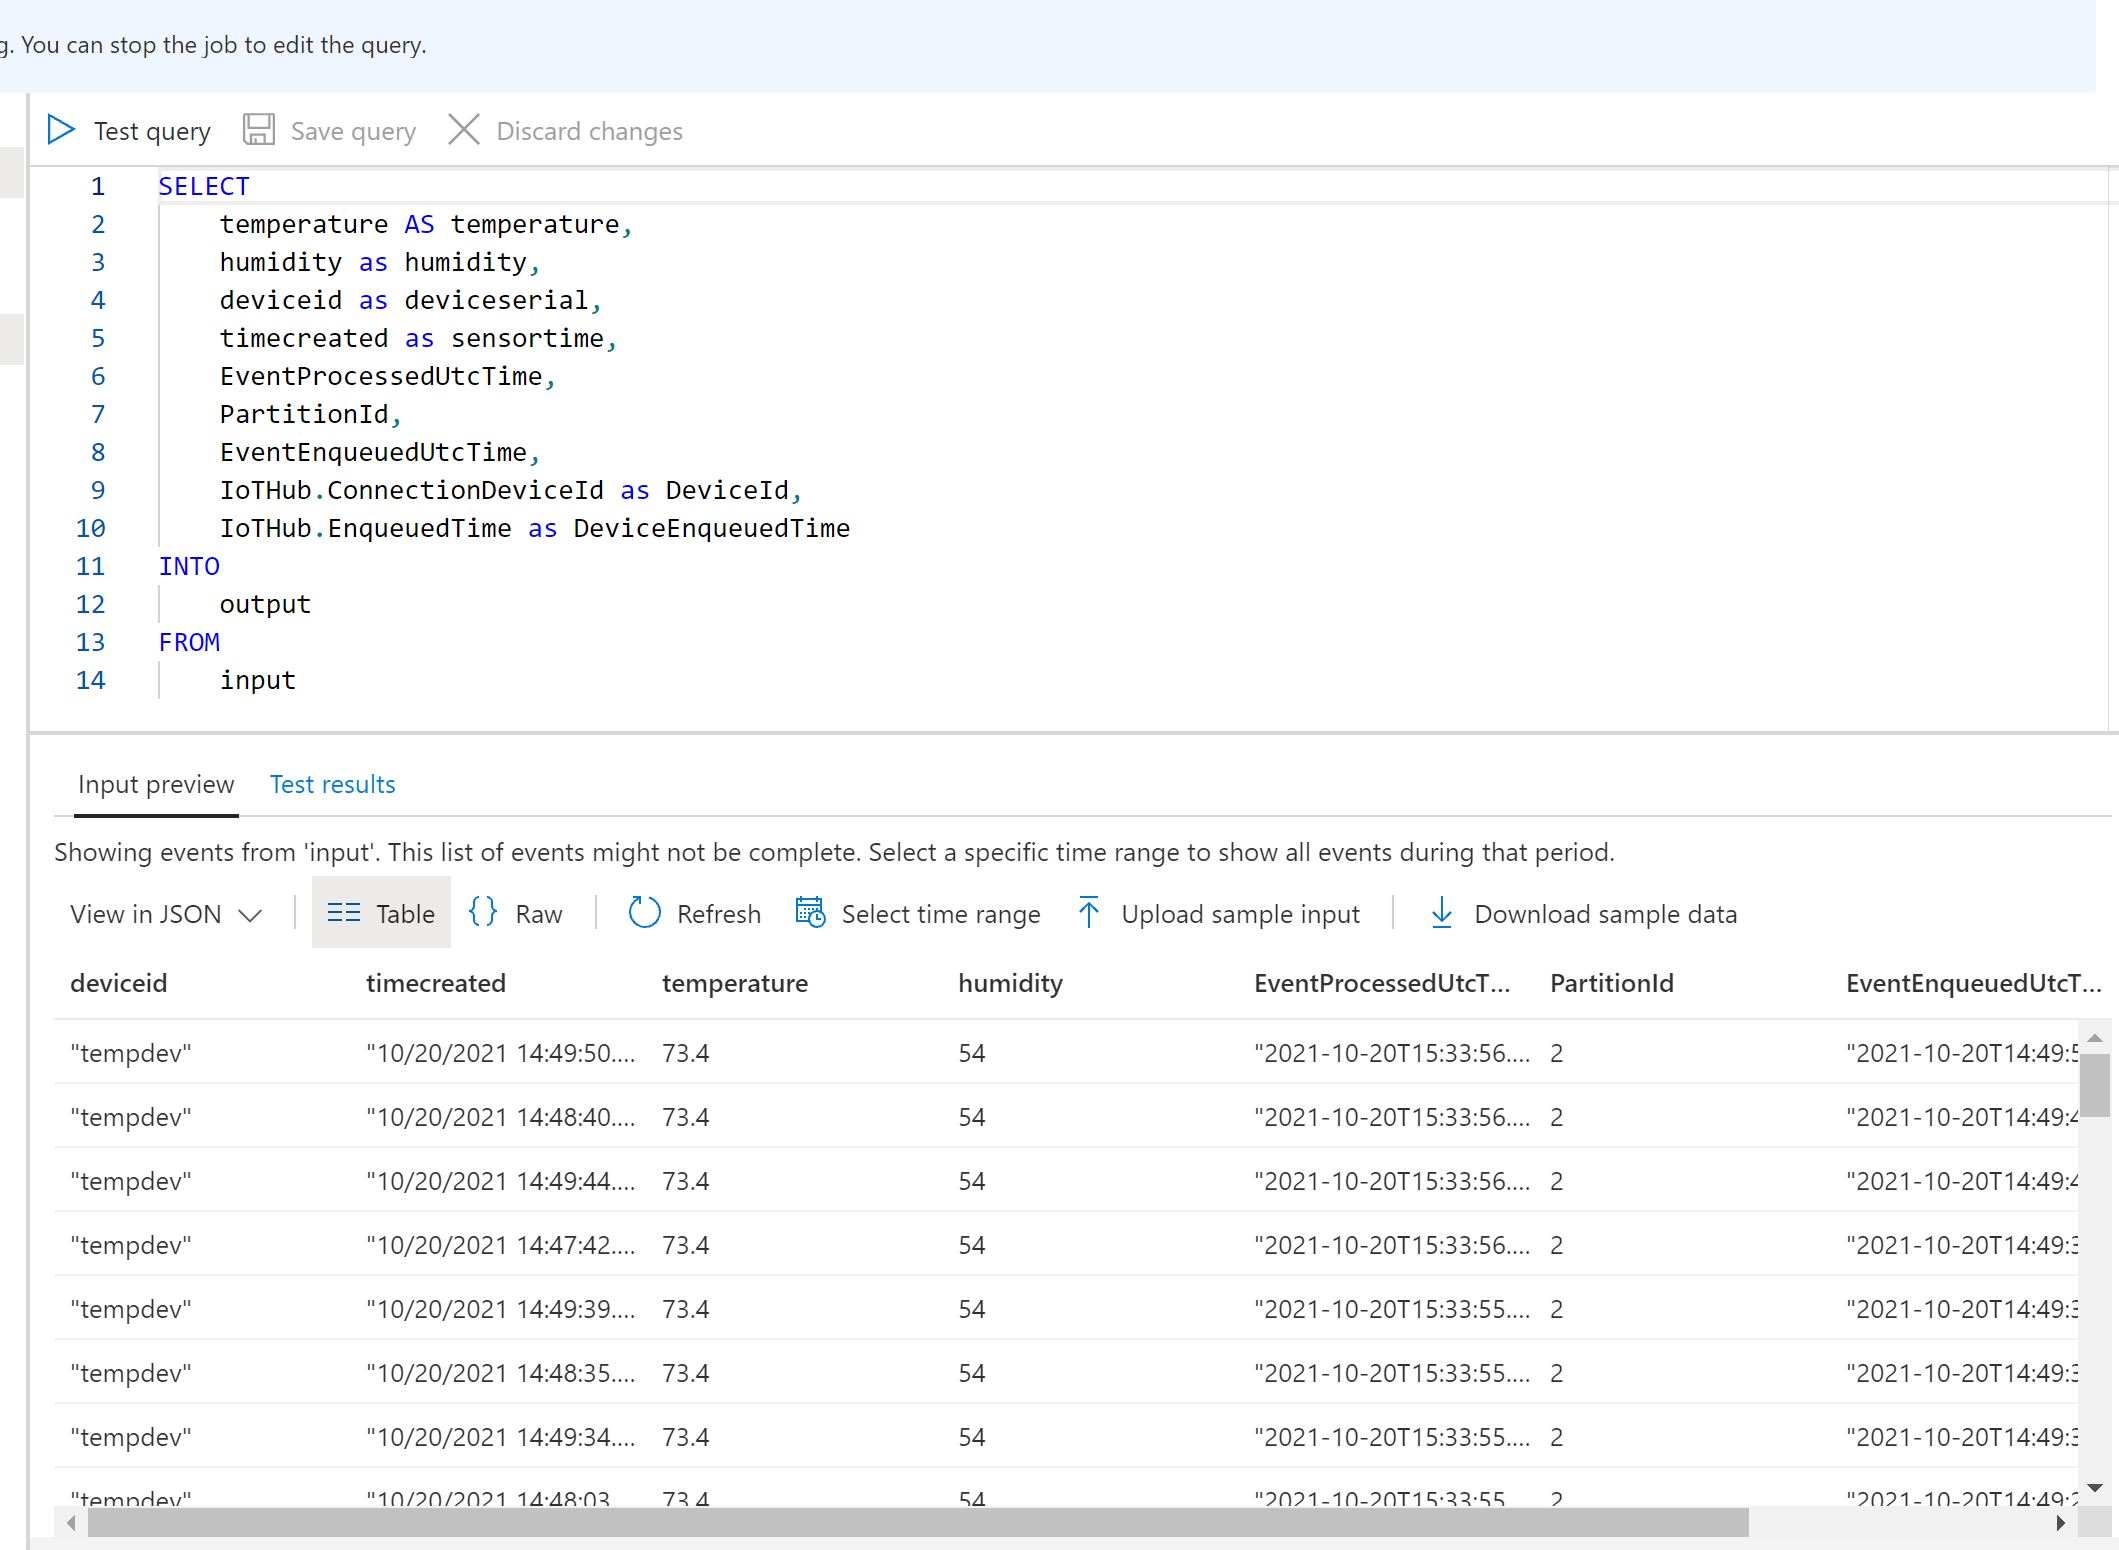 g. You can stop the job to edit the query.
Test query Save query Discard changes
1 SELECT
2 temperature AS temperature,
3 humidity as humidity,
4 deviceid as deviceserial,
5 timecreated as sensortime,
6 EventProcessedUtcTime,
7 PartitionId,
8 EventEnqueuedUtcTime,
9 IoTHub.ConnectionDeviceId as DeviceId,
10 IoTHub.EnqueuedTime as DeviceEnqueuedTime
11 INTO
12 output
13 FROM
14 input
Input preview Test results
Showing events from 'input'. This list of events might not be complete. Select a specific time range to show all events during that period.
View in JSON Table {} Raw Refresh Select time range Upload sample input Download sample data
deviceid timecreated temperature humidity EventProcessedUtcT... PartitionId EventEnqueuedUtcT...
"tempdev" "10/20/2021 14:49:50.... 73.4 54 "2021-10-20T15:33:56.... 2 "2021-10-20T14:49:5
"tempdev" "10/20/2021 14:48:40.... 73.4 54 "2021-10-20T15:33:56.... 2 "2021-10-20T14:49:4
"tempdev" "10/20/2021 14:49:44.... 73.4 54 "2021-10-20T15:33:56.... 2 "2021-10-20T14:49:4
"tempdev" "10/20/2021 14:47:42.... 73.4 54 "2021-10-20T15:33:56.... 2 "2021-10-20T14:49:3
"tempdev" "10/20/2021 14:49:39.... 73.4 54 "2021-10-20T15:33:55.... 2 "2021-10-20T14:49:3
"tempdev" "10/20/2021 14:48:35.... 73.4 54 "2021-10-20T15:33:55.... 2 "2021-10-20T14:49:3
"tempdev" "10/20/2021 14:49:34.... 73.4 54 "2021-10-20T15:33:55.... 2 "2021-10-20T14:49:3
"tempdev" "10/20/2021 14:48:03 73.4 54 "2021-10-20T15:33:55 2 "2021-10-20T14:49:2